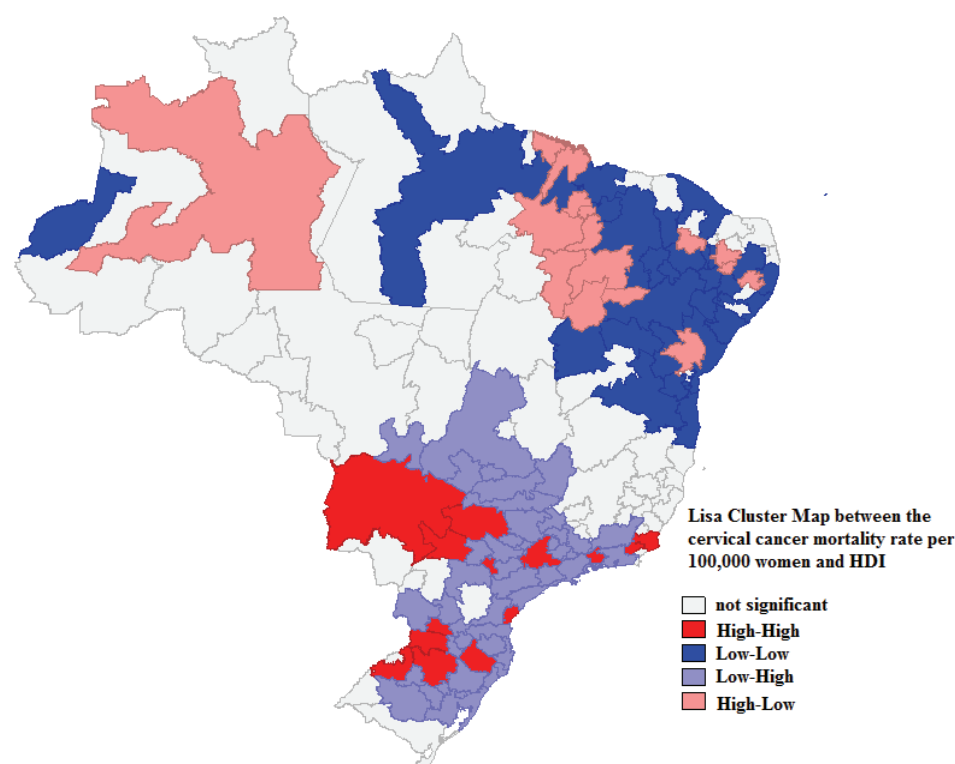 Lisa Cluster Map between the
cervical cancer mortality rate per
100,000 women and HDI
not significant
High-High
Low-Low
Low-High
High-Low